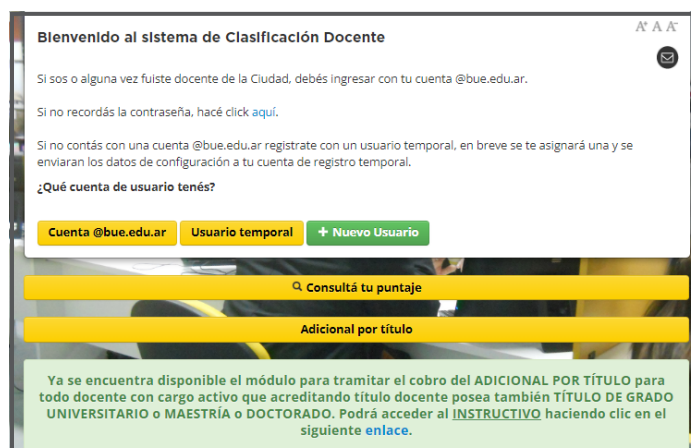 Bienvenido al sistema de Clasificación Docente
A⁺ A A⁻
Si sos o alguna vez fuiste docente de la Ciudad, debés ingresar con tu cuenta @bue.edu.ar.
Si no recordás la contraseña, hacé click aquí.
Si no contás con una cuenta @bue.edu.ar registrate con un usuario temporal, en breve se te asignará una y se
enviaran los datos de configuración a tu cuenta de registro temporal.
¿Qué cuenta de usuario tenés?
Cuenta @bue.edu.ar Usuario temporal + Nuevo Usuario
Consultá tu puntaje
Adicional por título
Ya se encuentra disponible el módulo para tramitar el cobro del ADICIONAL POR TÍTULO para
todo docente con cargo activo que acreditando título docente posea también TÍTULO DE GRADO
UNIVERSITARIO o MAESTRÍA o DOCTORADO. Podrá acceder al INSTRUCTIVO haciendo clic en el
siguiente enlace.